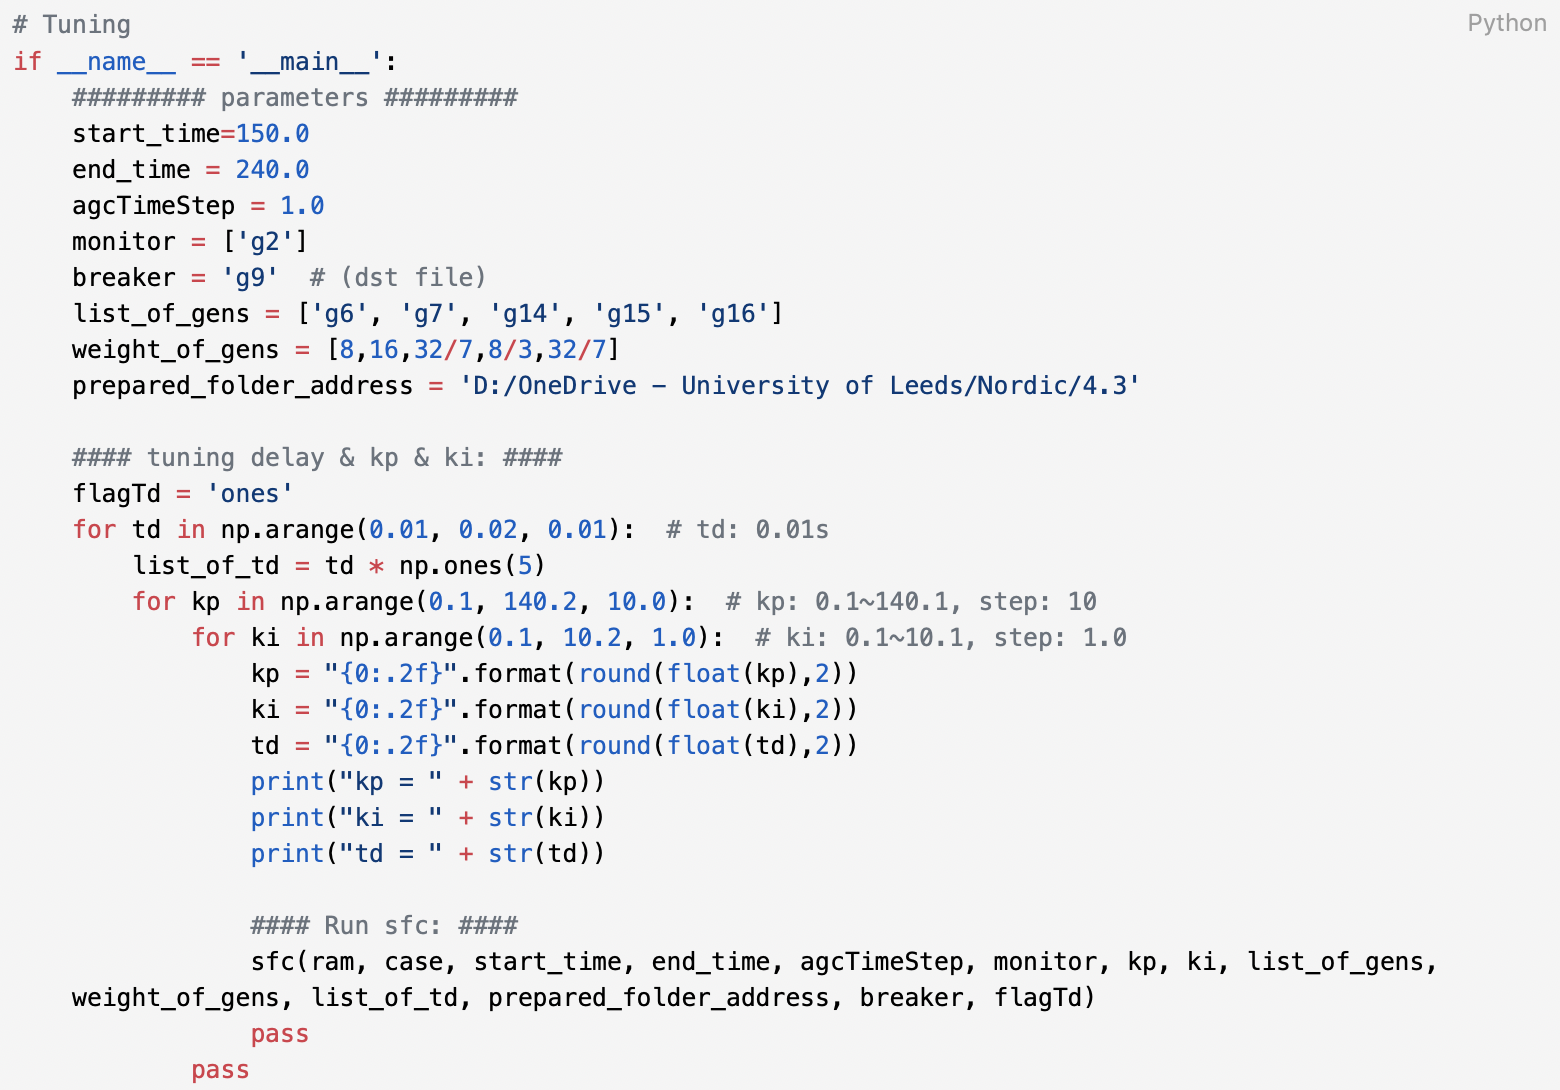 # Tuning
Python
if __name__ == '__main__':
    ######### parameters #########
    start_time=150.0
    end_time = 240.0
    agcTimeStep = 1.0
    monitor = ['g2']
    breaker = 'g9'  # (dst file)
    list_of_gens = ['g6', 'g7', 'g14', 'g15', 'g16']
    weight_of_gens = [8,16,32/7,8/3,32/7]
    prepared_folder_address = 'D:/OneDrive – University of Leeds/Nordic/4.3'

    #### tuning delay & kp & ki: ####
    flagTd = 'ones'
    for td in np.arange(0.01, 0.02, 0.01):  # td: 0.01s
        list_of_td = td * np.ones(5)
        for kp in np.arange(0.1, 140.2, 10.0):  # kp: 0.1~140.1, step: 10
            for ki in np.arange(0.1, 10.2, 1.0):  # ki: 0.1~10.1, step: 1.0
                kp = "{0:.2f}".format(round(float(kp),2))
                ki = "{0:.2f}".format(round(float(ki),2))
                td = "{0:.2f}".format(round(float(td),2))
                print("kp = " + str(kp))
                print("ki = " + str(ki))
                print("td = " + str(td))

                #### Run sfc: ####
                sfc(ram, case, start_time, end_time, agcTimeStep, monitor, kp, ki, list_of_gens,
    weight_of_gens, list_of_td, prepared_folder_address, breaker, flagTd)
                pass
            pass